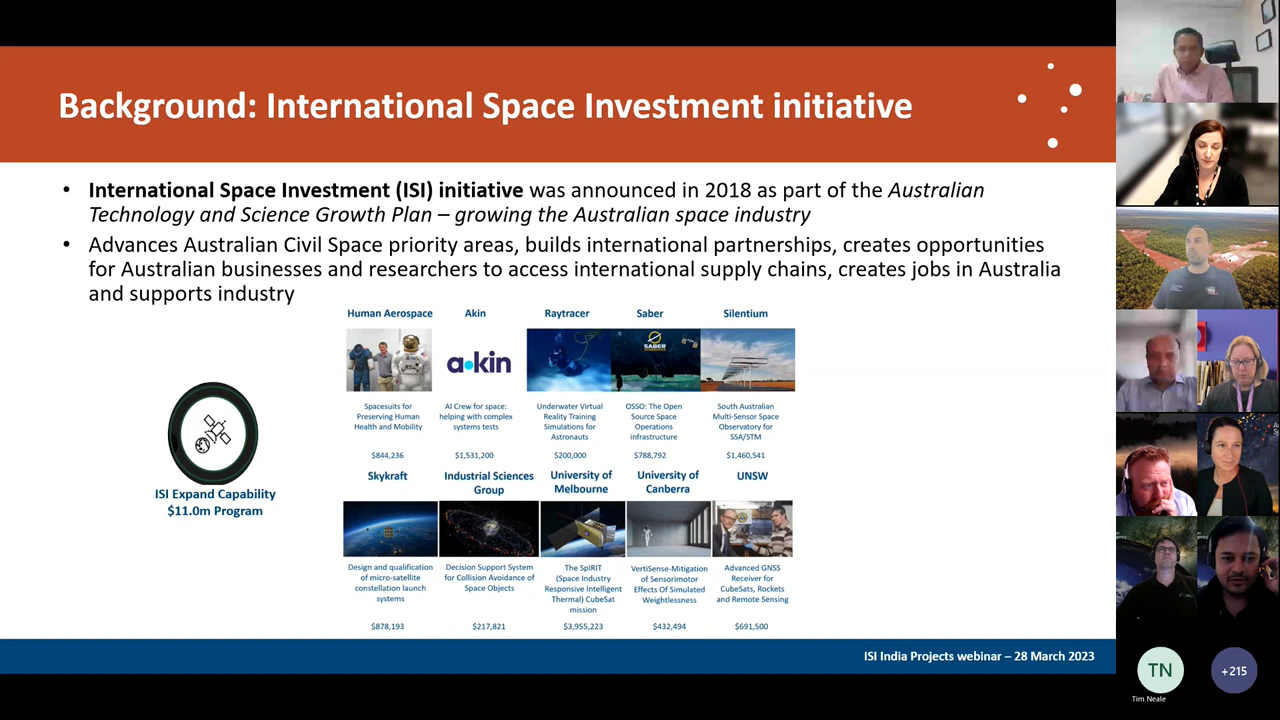 Background: International Space Investment initiative
• International Space Investment (ISI) initiative was announced in 2018 as part of the Australian
Technology and Science Growth Plan – growing the Australian space industry
• Advances Australian Civil Space priority areas, builds international partnerships, creates opportunities
for Australian businesses and researchers to access international supply chains, creates jobs in Australia
and supports industry
ISI Expand Capability
$11.0m Program
Human Aerospace
Akin
Raytracer
Saber
Silentium
a•kin
SABER
Spacesuits for
Preserving Human
Health and Mobility
AI Crew for space:
helping with complex
systems tests
Underwater Virtual
Reality Training
Simulations for
Astronauts
OSSO: The Open
Source Space
Operations
infrastructure
South Australian
Multi-Sensor Space
Observatory for
SSA/STM
$844,236
$1,531,200
$200,000
$788,792
$1,460,541
Skykraft
Industrial Sciences
Group
University of
Melbourne
University of
Canberra
UNSW
Design and qualification
of micro-satellite
constellation launch
systems
Decision Support System
for Collision Avoidance of
Space Objects
The SpIRIT
(Space Industry
Responsive Intelligent
Thermal) CubeSat
mission
VertiSense-Mitigation
of Sensorimotor
Effects Of Simulated
Weightlessness
Advanced GNSS
Receiver for
CubeSats, Rockets
and Remote Sensing
$878,193
$217,821
$3,955,223
$432,494
$691,500
ISI India Projects webinar – 28 March 2023
TN
Tim Neale
+215